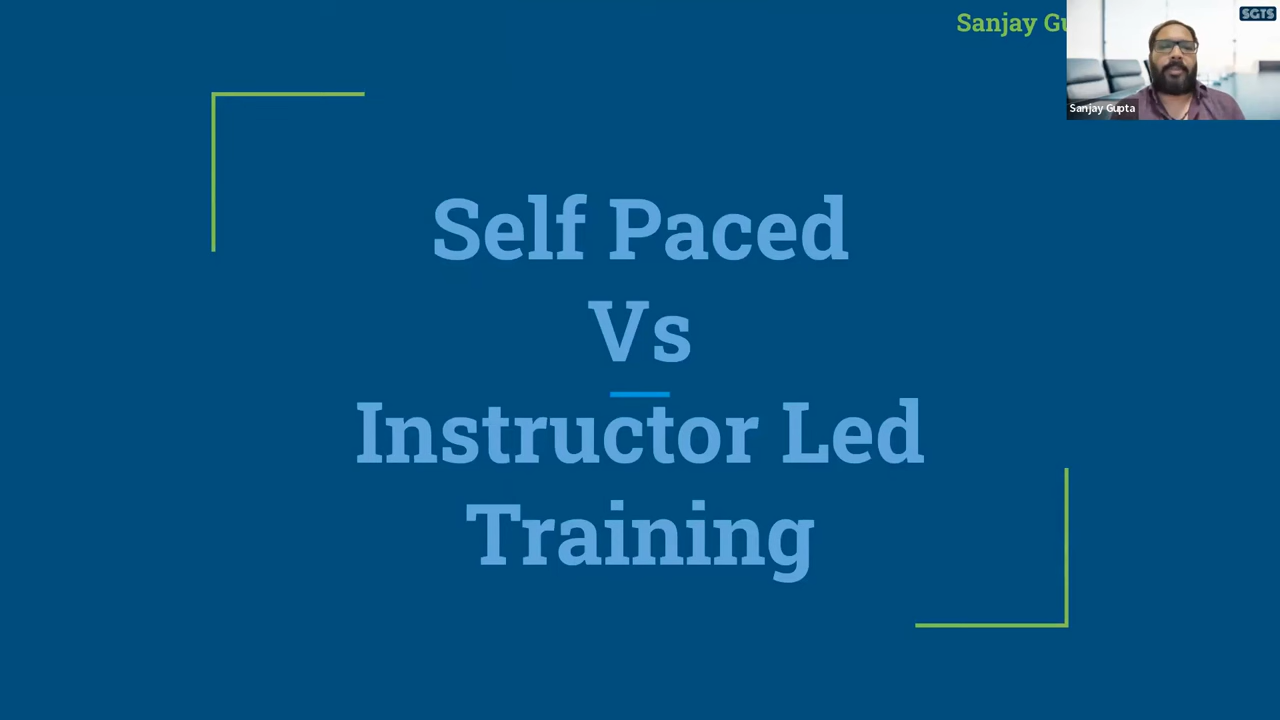 Sanjay Gu
SGTS
Sanjay Gupta
Self Paced
Vs
Instructor Led
Training